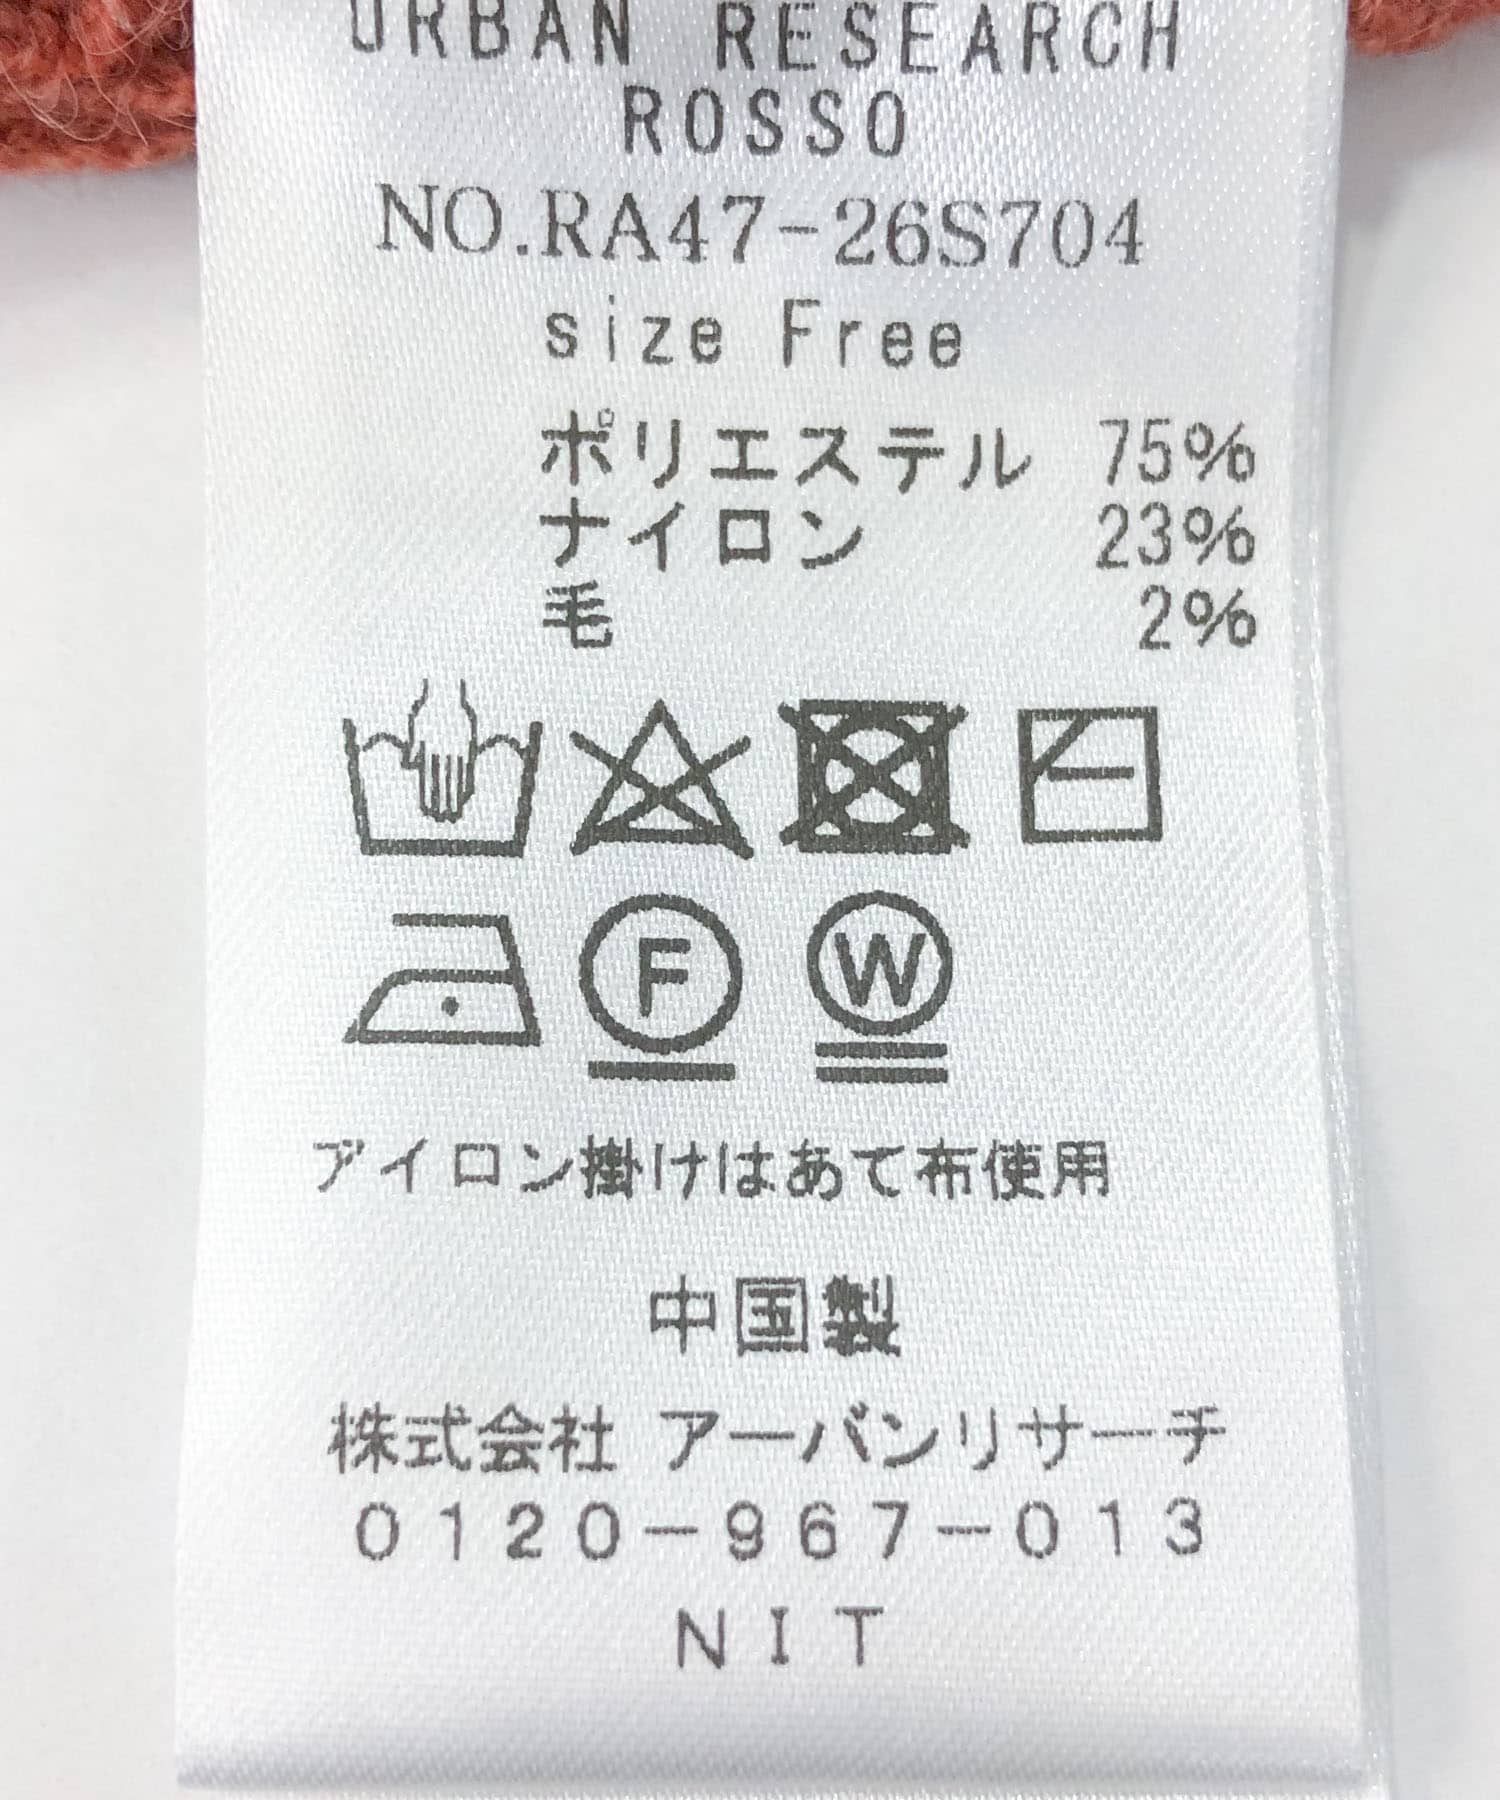 URBAN RESEARCH
ROSSO
NO.RA47-26S704
size Free
ポリエステル 75%
ナイロン 23%
毛 2%
F W
アイロン掛けはあて布使用
中国製
株式会社 アーバンリサーチ
0120-967-013
NIT